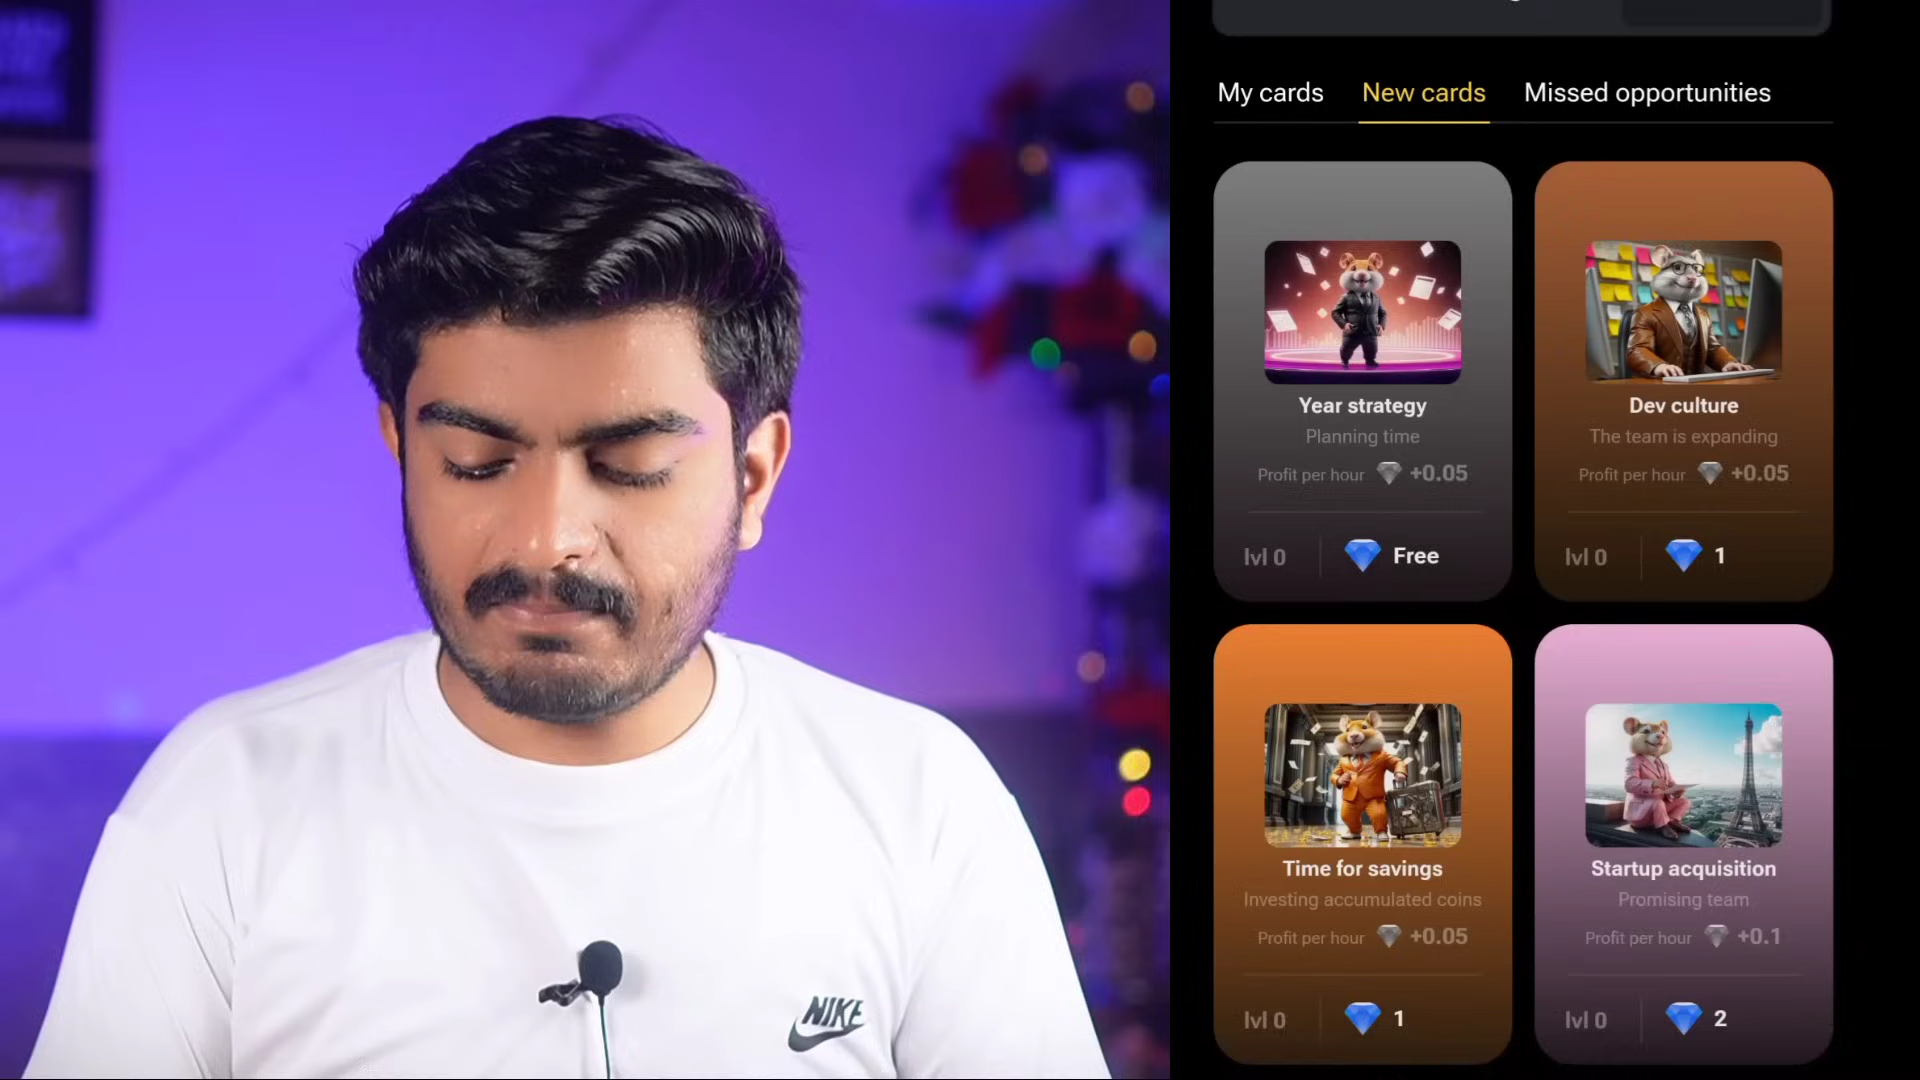 My cards New cards Missed opportunities
Year strategy
Planning time
Profit per hour +0.05
lvl 0 Free
Dev culture
The team is expanding
Profit per hour +0.05
lvl 0 1
Time for savings
Investing accumulated coins
Profit per hour +0.05
lvl 0 1
Startup acquisition
Promising team
Profit per hour +0.1
lvl 0 2
NIKE